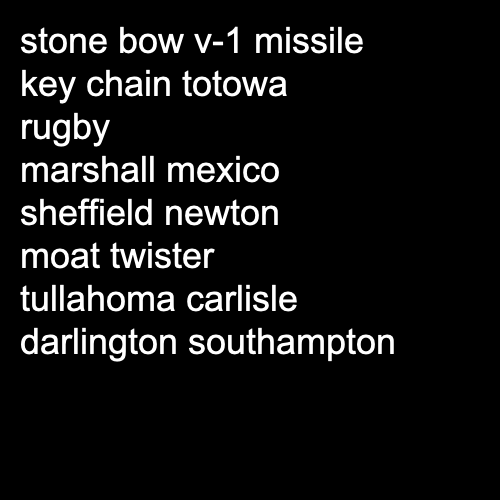 stone bow v-1 missile
key chain totowa
rugby
marshall mexico
sheffield newton
moat twister
tullahoma carlisle
darlington southampton